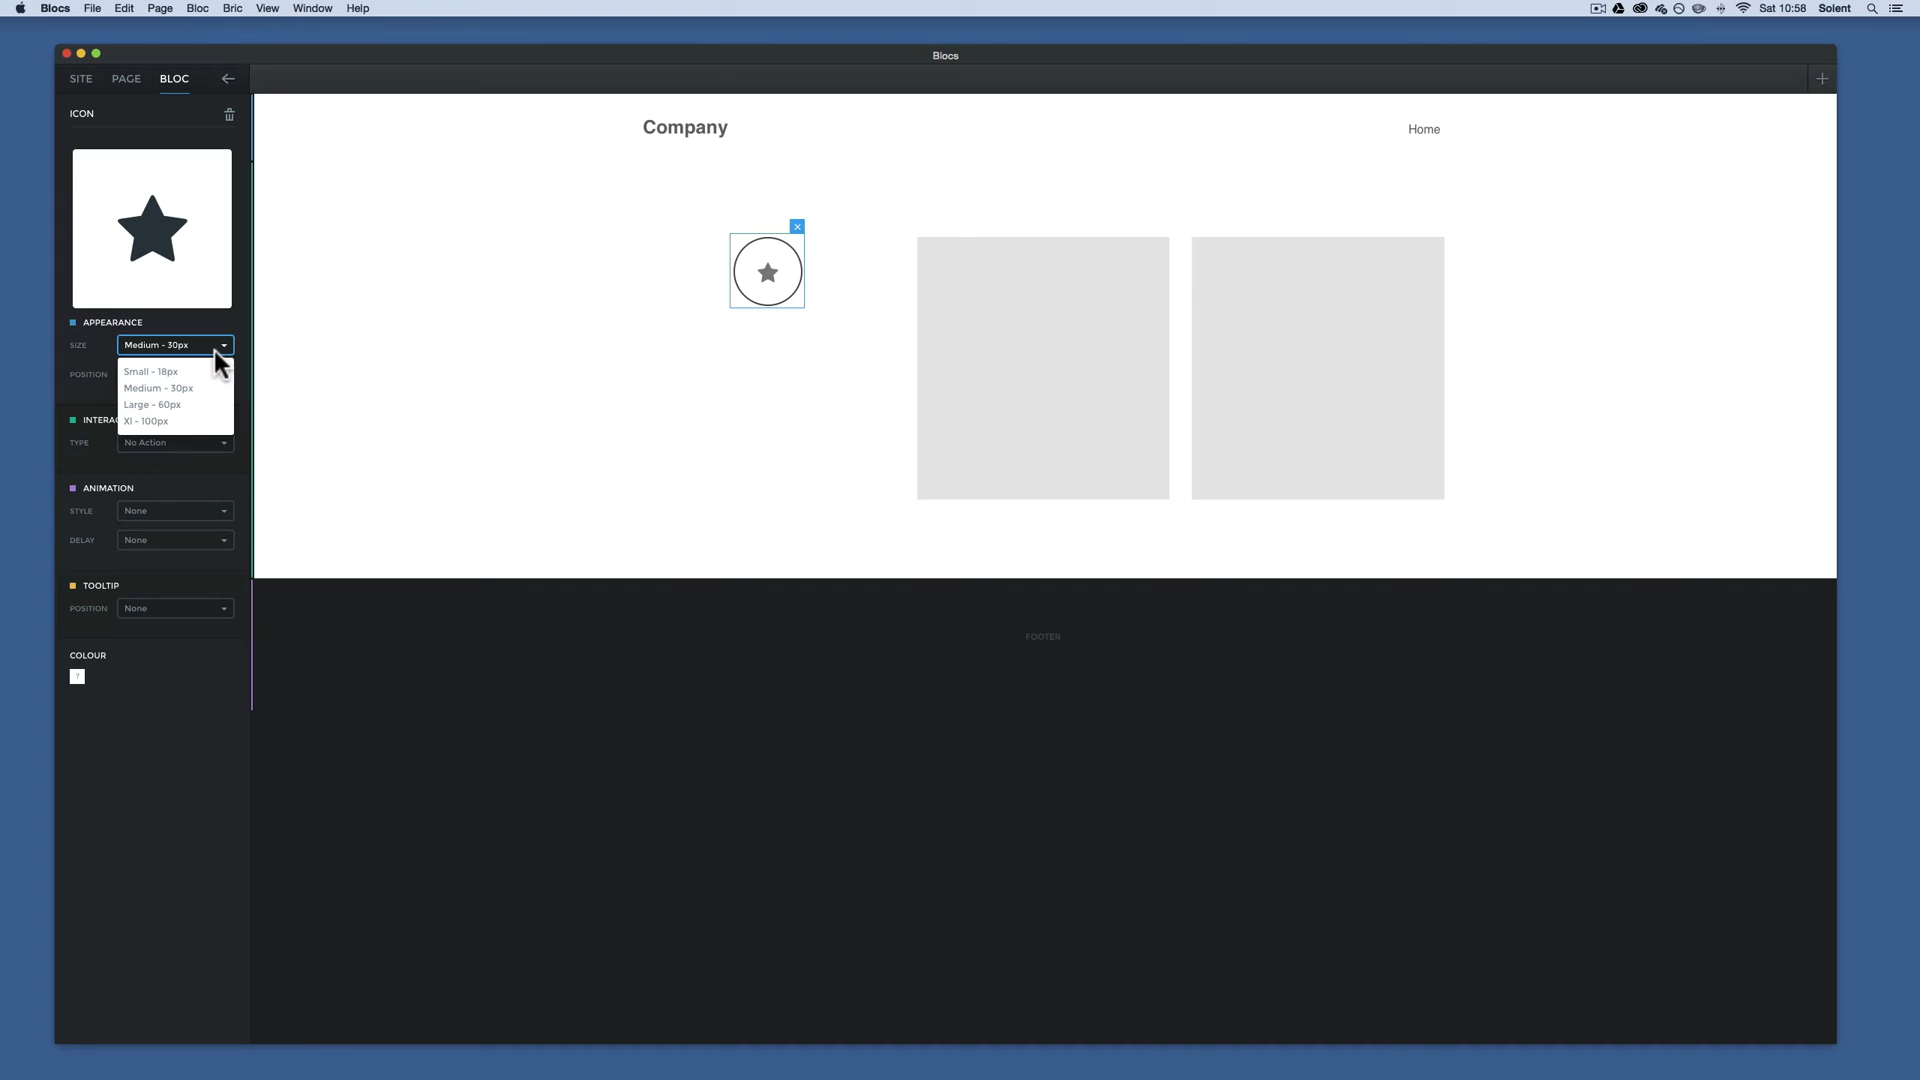 Blocs File Edit Page Bloc Bric View Window Help Sat 10:58 Solent
Blocs
SITE PAGE BLOC
ICON
Company
Home
APPEARANCE
SIZE Medium - 30px
POSITION
Small - 18px
Medium - 30px
Large - 60px
Xl - 100px
INTERAC
TYPE No Action
ANIMATION
STYLE None
DELAY None
TOOLTIP
POSITION None
COLOUR
?
FOOTER